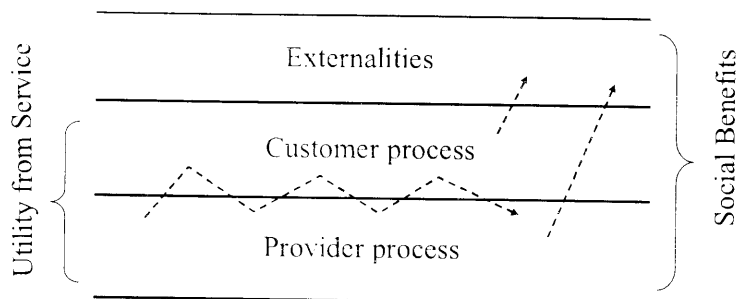 Externalities
Customer process
Provider process
Utility from Service
Social Benefits